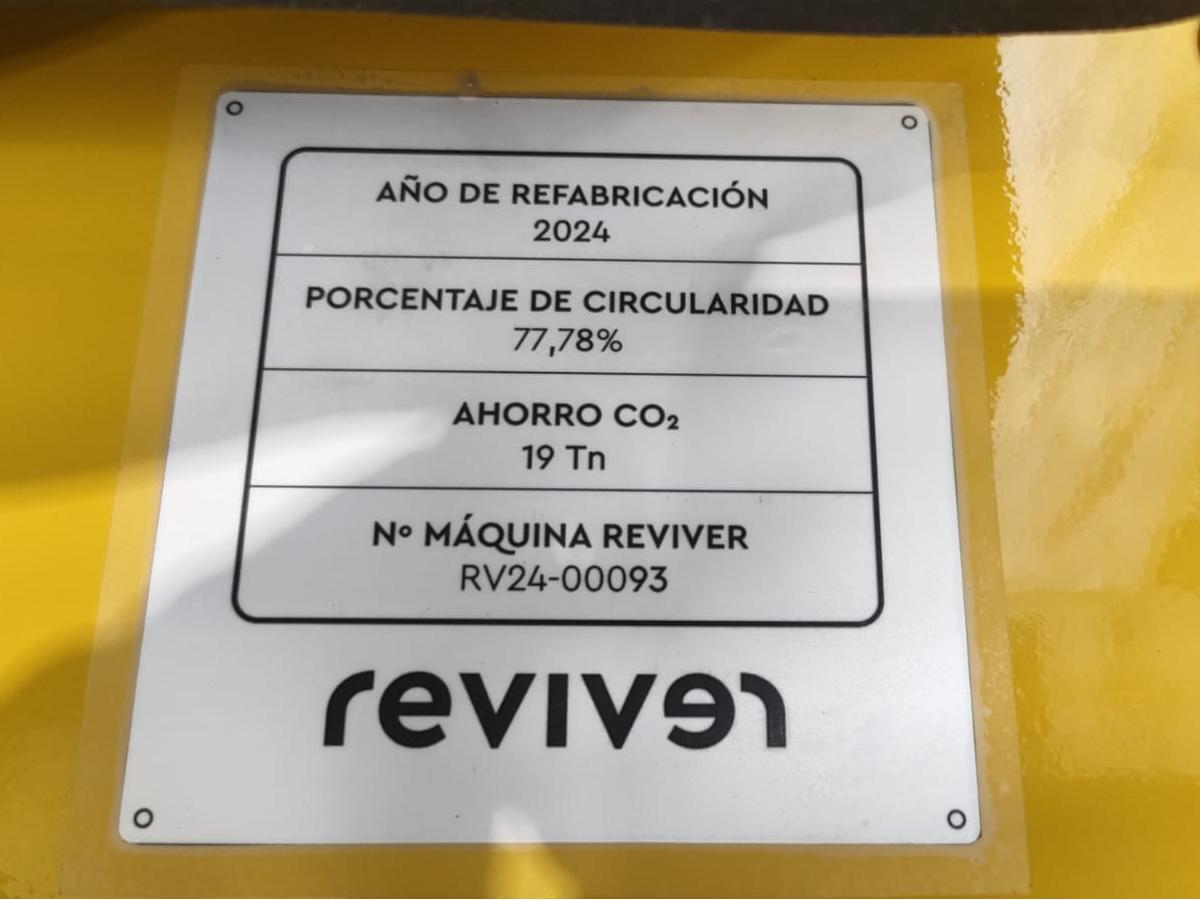 AÑO DE REFABRICACIÓN
2024
PORCENTAJE DE CIRCULARIDAD
77,78%
AHORRO CO₂
19 Tn
Nº MÁQUINA REVIVER
RV24-00093
reviver